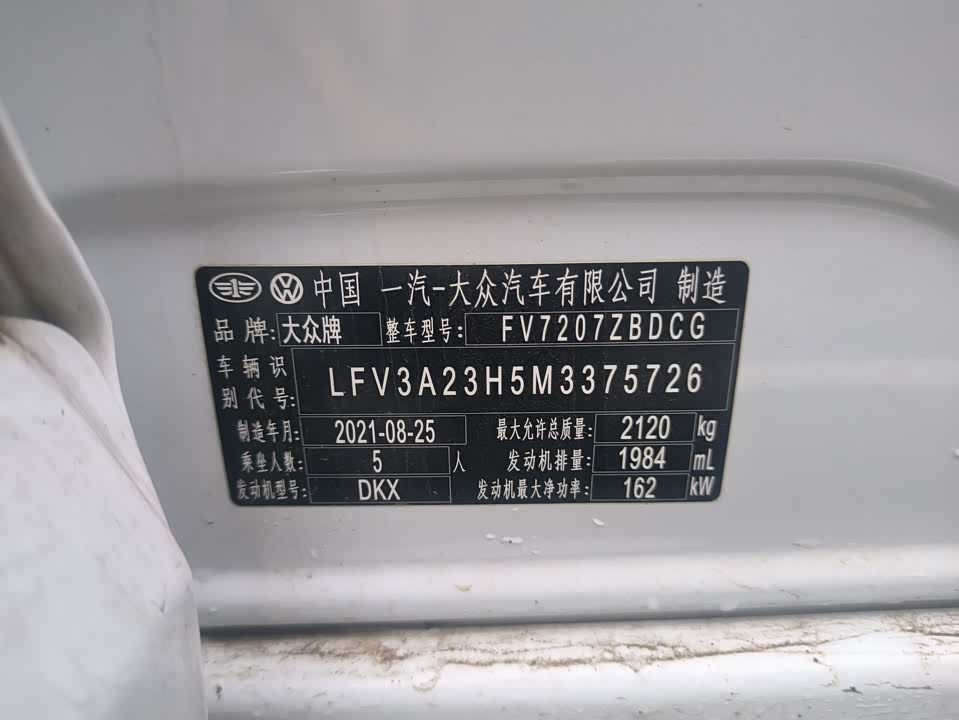 中国 一汽-大众汽车有限公司 制造
品牌: 大众牌 整车型号: FV7207ZBDCG
车辆识别代号: LFV3A23H5M3375726
制造年月: 2021-08-25 最大允许总质量: 2120 kg
乘坐人数: 5 人 发动机排量: 1984 mL
发动机型号: DKX 发动机最大净功率: 162 kW